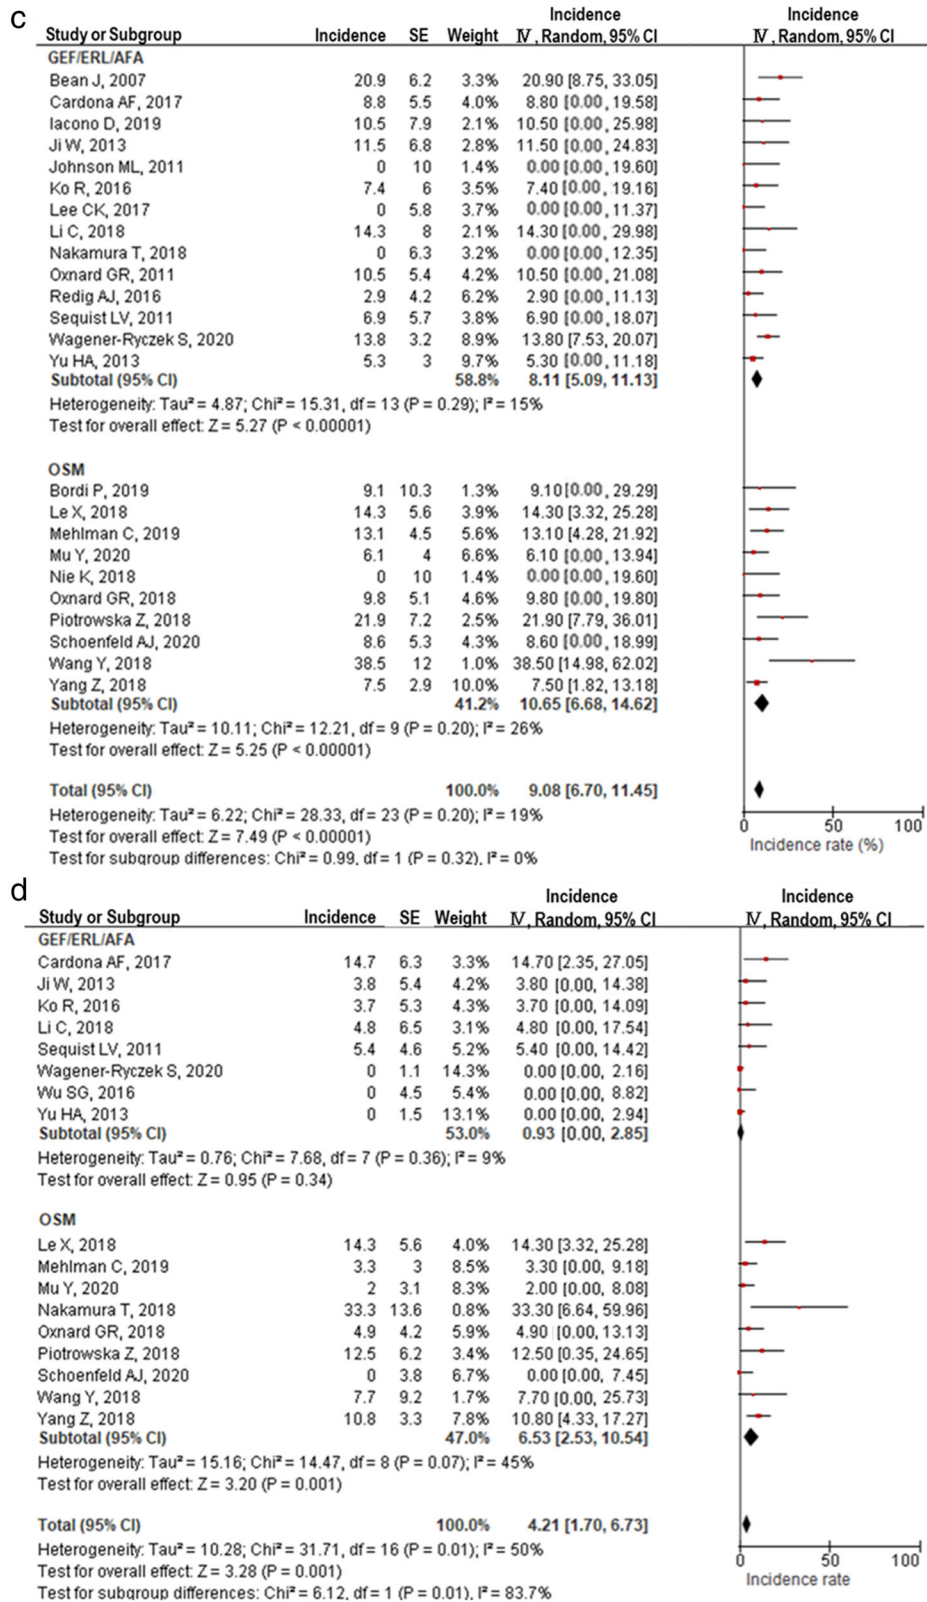 c
Incidence Incidence
Study or Subgroup Incidence SE Weight Ⅳ, Random, 95% CI Ⅳ, Random, 95% CI
GEF/ERL/AFA
Bean J, 2007 20.9 6.2 3.3% 20.90 [8.75, 33.05]
Cardona AF, 2017 8.8 5.5 4.0% 8.80 [0.00, 19.58]
Iacono D, 2019 10.5 7.9 2.1% 10.50 [0.00, 25.98]
Ji W, 2013 11.5 6.8 2.8% 11.50 [0.00, 24.83]
Johnson ML, 2011 0 10 1.4% 0.00 [0.00, 19.60]
Ko R, 2016 7.4 6 3.5% 7.40 [0.00, 19.16]
Lee CK, 2017 0 5.8 3.7% 0.00 [0.00, 11.37]
Li C, 2018 14.3 8 2.1% 14.30 [0.00, 29.98]
Nakamura T, 2018 0 6.3 3.2% 0.00 [0.00, 12.35]
Oxnard GR, 2011 10.5 5.4 4.2% 10.50 [0.00, 21.08]
Redig AJ, 2016 2.9 4.2 6.2% 2.90 [0.00, 11.13]
Sequist LV, 2011 6.9 5.7 3.8% 6.90 [0.00, 18.07]
Wagener-Ryczek S, 2020 13.8 3.2 8.9% 13.80 [7.53, 20.07]
Yu HA, 2013 5.3 3 9.7% 5.30 [0.00, 11.18]
Subtotal (95% CI) 58.8% 8.11 [5.09, 11.13]
Heterogeneity: Tau² = 4.87; Chi² = 15.31, df = 13 (P = 0.29); I² = 15%
Test for overall effect: Z = 5.27 (P < 0.00001)
OSM
Bordi P, 2019 9.1 10.3 1.3% 9.10 [0.00, 29.29]
Le X, 2018 14.3 5.6 3.9% 14.30 [3.32, 25.28]
Mehlman C, 2019 13.1 4.5 5.6% 13.10 [4.28, 21.92]
Mu Y, 2020 6.1 4 6.6% 6.10 [0.00, 13.94]
Nie K, 2018 0 10 1.4% 0.00 [0.00, 19.60]
Oxnard GR, 2018 9.8 5.1 4.6% 9.80 [0.00, 19.80]
Piotrowska Z, 2018 21.9 7.2 2.5% 21.90 [7.79, 36.01]
Schoenfeld AJ, 2020 8.6 5.3 4.3% 8.60 [0.00, 18.99]
Wang Y, 2018 38.5 12 1.0% 38.50 [14.98, 62.02]
Yang Z, 2018 7.5 2.9 10.0% 7.50 [1.82, 13.18]
Subtotal (95% CI) 41.2% 10.65 [6.68, 14.62]
Heterogeneity: Tau² = 10.11; Chi² = 12.21, df = 9 (P = 0.20); I² = 26%
Test for overall effect: Z = 5.25 (P < 0.00001)
Total (95% CI) 100.0% 9.08 [6.70, 11.45]
Heterogeneity: Tau² = 6.22; Chi² = 28.33, df = 23 (P = 0.20); I² = 19%
Test for overall effect: Z = 7.49 (P < 0.00001)
Test for subgroup differences: Chi² = 0.99, df = 1 (P = 0.32), I² = 0%
0 50 100
Incidence rate (%)
d
Incidence Incidence
Study or Subgroup Incidence SE Weight Ⅳ, Random, 95% CI Ⅳ, Random, 95% CI
GEF/ERL/AFA
Cardona AF, 2017 14.7 6.3 3.3% 14.70 [2.35, 27.05]
Ji W, 2013 3.8 5.4 4.2% 3.80 [0.00, 14.38]
Ko R, 2016 3.7 5.3 4.3% 3.70 [0.00, 14.09]
Li C, 2018 4.8 6.5 3.1% 4.80 [0.00, 17.54]
Sequist LV, 2011 5.4 4.6 5.2% 5.40 [0.00, 14.42]
Wagener-Ryczek S, 2020 0 1.1 14.3% 0.00 [0.00, 2.16]
Wu SG, 2016 0 4.5 5.4% 0.00 [0.00, 8.82]
Yu HA, 2013 0 1.5 13.1% 0.00 [0.00, 2.94]
Subtotal (95% CI) 53.0% 0.93 [0.00, 2.85]
Heterogeneity: Tau² = 0.76; Chi² = 7.68, df = 7 (P = 0.36); I² = 9%
Test for overall effect: Z = 0.95 (P = 0.34)
OSM
Le X, 2018 14.3 5.6 4.0% 14.30 [3.32, 25.28]
Mehlman C, 2019 3.3 3 8.5% 3.30 [0.00, 9.18]
Mu Y, 2020 2 3.1 8.3% 2.00 [0.00, 8.08]
Nakamura T, 2018 33.3 13.6 0.8% 33.30 [6.64, 59.96]
Oxnard GR, 2018 4.9 4.2 5.9% 4.90 [0.00, 13.13]
Piotrowska Z, 2018 12.5 6.2 3.4% 12.50 [0.35, 24.65]
Schoenfeld AJ, 2020 0 3.8 6.7% 0.00 [0.00, 7.45]
Wang Y, 2018 7.7 9.2 1.7% 7.70 [0.00, 25.73]
Yang Z, 2018 10.8 3.3 7.8% 10.80 [4.33, 17.27]
Subtotal (95% CI) 47.0% 6.53 [2.53, 10.54]
Heterogeneity: Tau² = 15.16; Chi² = 14.47, df = 8 (P = 0.07); I² = 45%
Test for overall effect: Z = 3.20 (P = 0.001)
Total (95% CI) 100.0% 4.21 [1.70, 6.73]
Heterogeneity: Tau² = 10.28; Chi² = 31.71, df = 16 (P = 0.01); I² = 50%
Test for overall effect: Z = 3.28 (P = 0.001)
Test for subgroup differences: Chi² = 6.12, df = 1 (P = 0.01), I² = 83.7%
0 50 100
Incidence rate